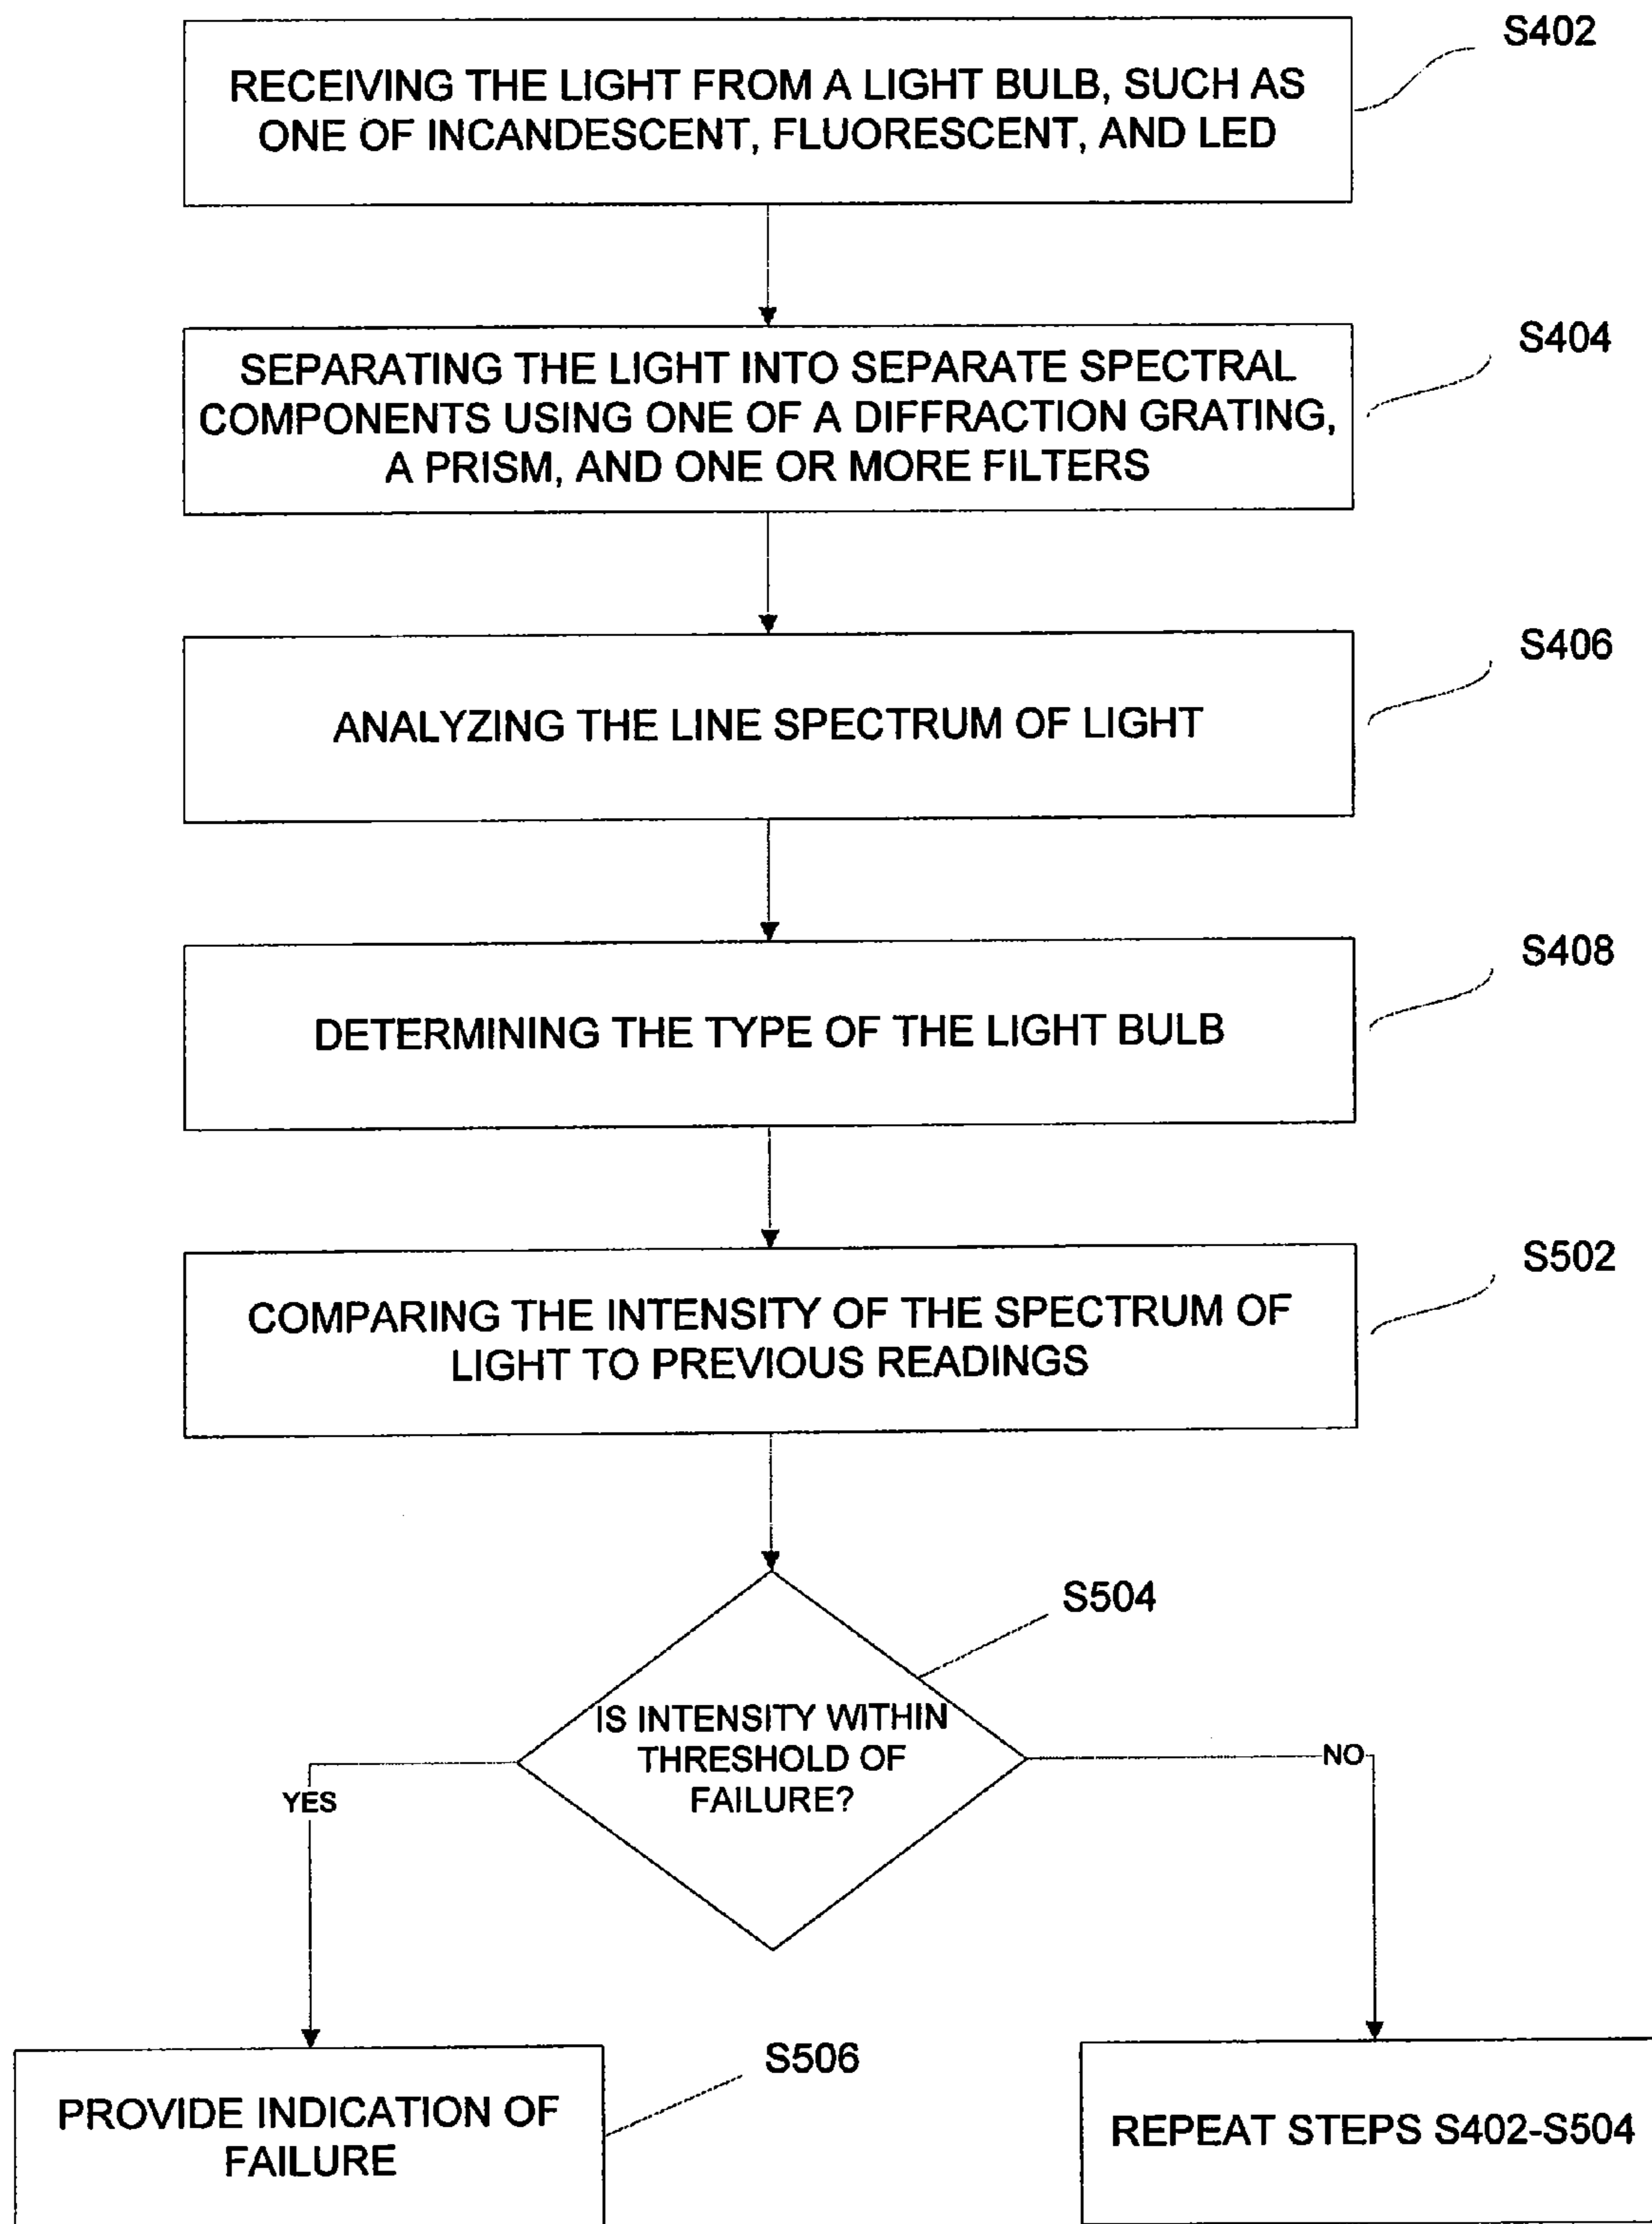 S402
RECEIVING THE LIGHT FROM A LIGHT BULB, SUCH AS
ONE OF INCANDESCENT, FLUORESCENT, AND LED
S404
SEPARATING THE LIGHT INTO SEPARATE SPECTRAL
COMPONENTS USING ONE OF A DIFFRACTION GRATING,
A PRISM, AND ONE OR MORE FILTERS
S406
ANALYZING THE LINE SPECTRUM OF LIGHT
S408
DETERMINING THE TYPE OF THE LIGHT BULB
S502
COMPARING THE INTENSITY OF THE SPECTRUM OF
LIGHT TO PREVIOUS READINGS
S504
IS INTENSITY WITHIN
THRESHOLD OF
FAILURE?
YES
NO
S506
PROVIDE INDICATION OF
FAILURE
REPEAT STEPS S402-S504